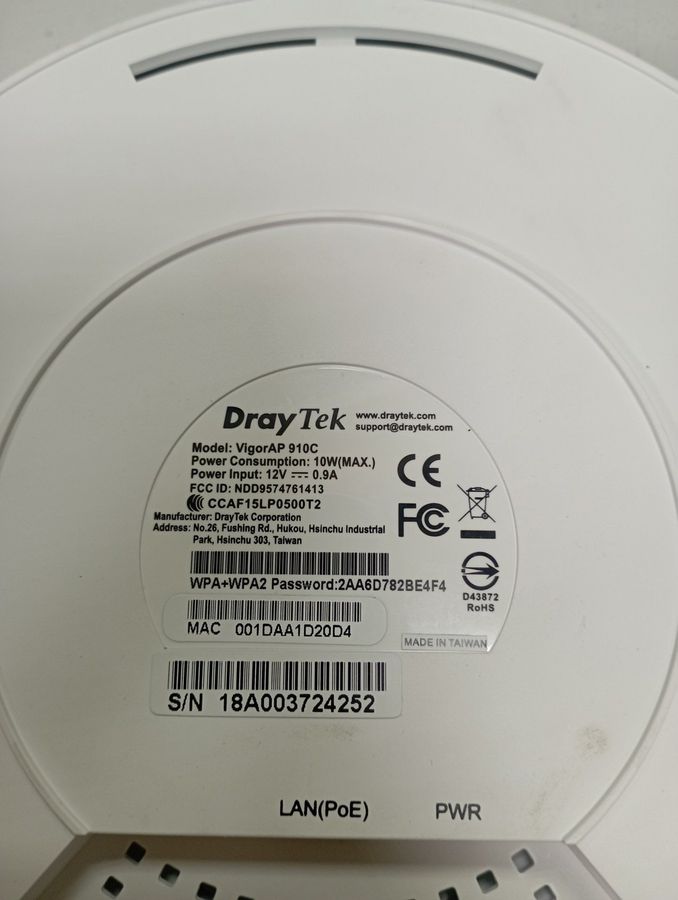 DrayTek www.draytek.com
support@draytek.com
Model: VigorAP 910C
Power Consumption: 10W(MAX.)
Power Input: 12V ⎓ 0.9A
FCC ID: NDD9574761413
CCAF15LP0500T2
Manufacturer: DrayTek Corporation
Address: No.26, Fushing Rd., Hukou, Hsinchu Industrial
Park, Hsinchu 303, Taiwan
CE
FC
WPA+WPA2 Password:2AA6D782BE4F4
D43872
RoHS
MAC 001DAA1D20D4
MADE IN TAIWAN
S/N 18A003724252
LAN(PoE) PWR